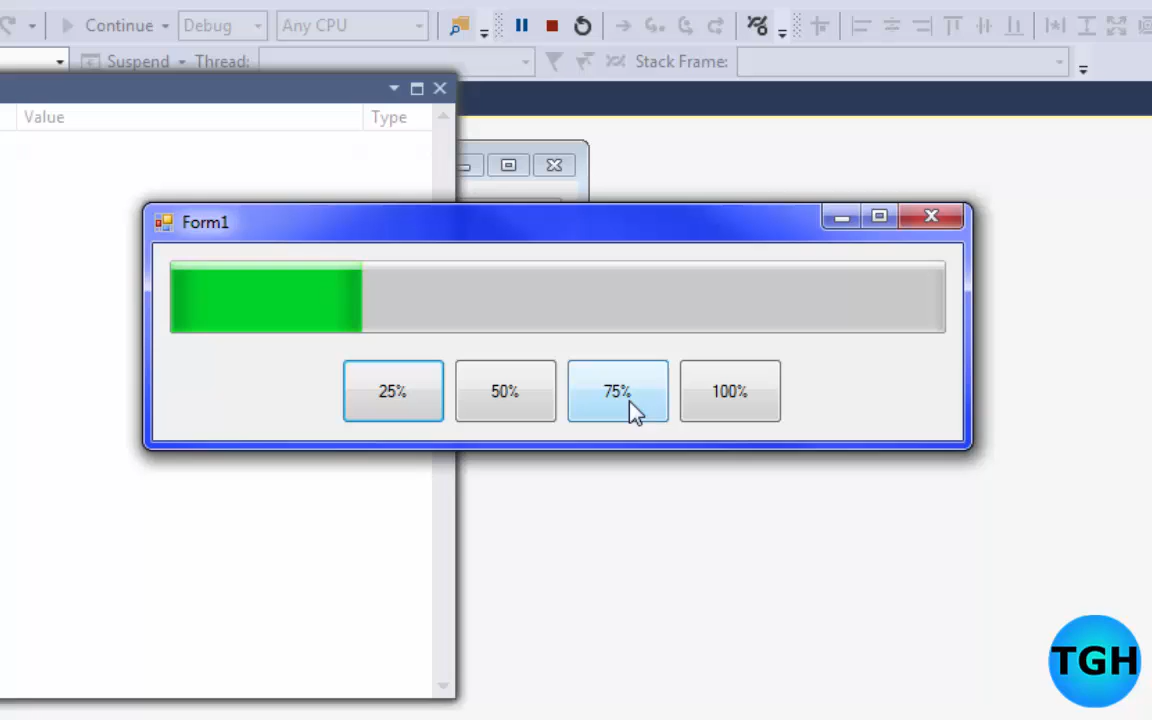 Continue Debug Any CPU
Suspend Thread: Stack Frame:
Value Type
Form1
25% 50% 75% 100%
TGH